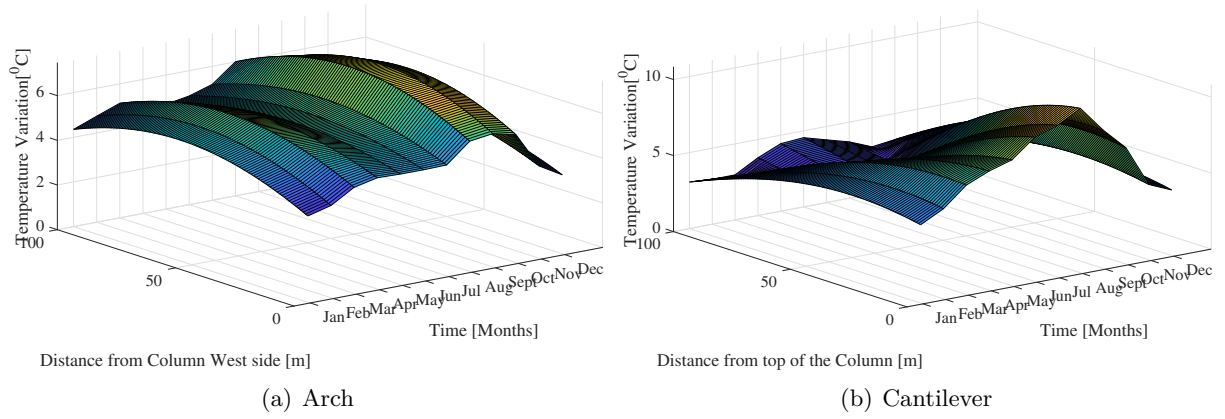 Temperature Variation[⁰C]
6
4
2
0
100
50
0
Jan
Feb
Mar
Apr
May
Jun
Jul
Aug
Sept
Oct
Nov
Dec
Time [Months]
Distance from Column West side [m]
(a) Arch
Temperature Variation[⁰C]
10
5
0
100
50
0
Jan
Feb
Mar
Apr
May
Jun
Jul
Aug
Sept
Oct
Nov
Dec
Time [Months]
Distance from top of the Column [m]
(b) Cantilever